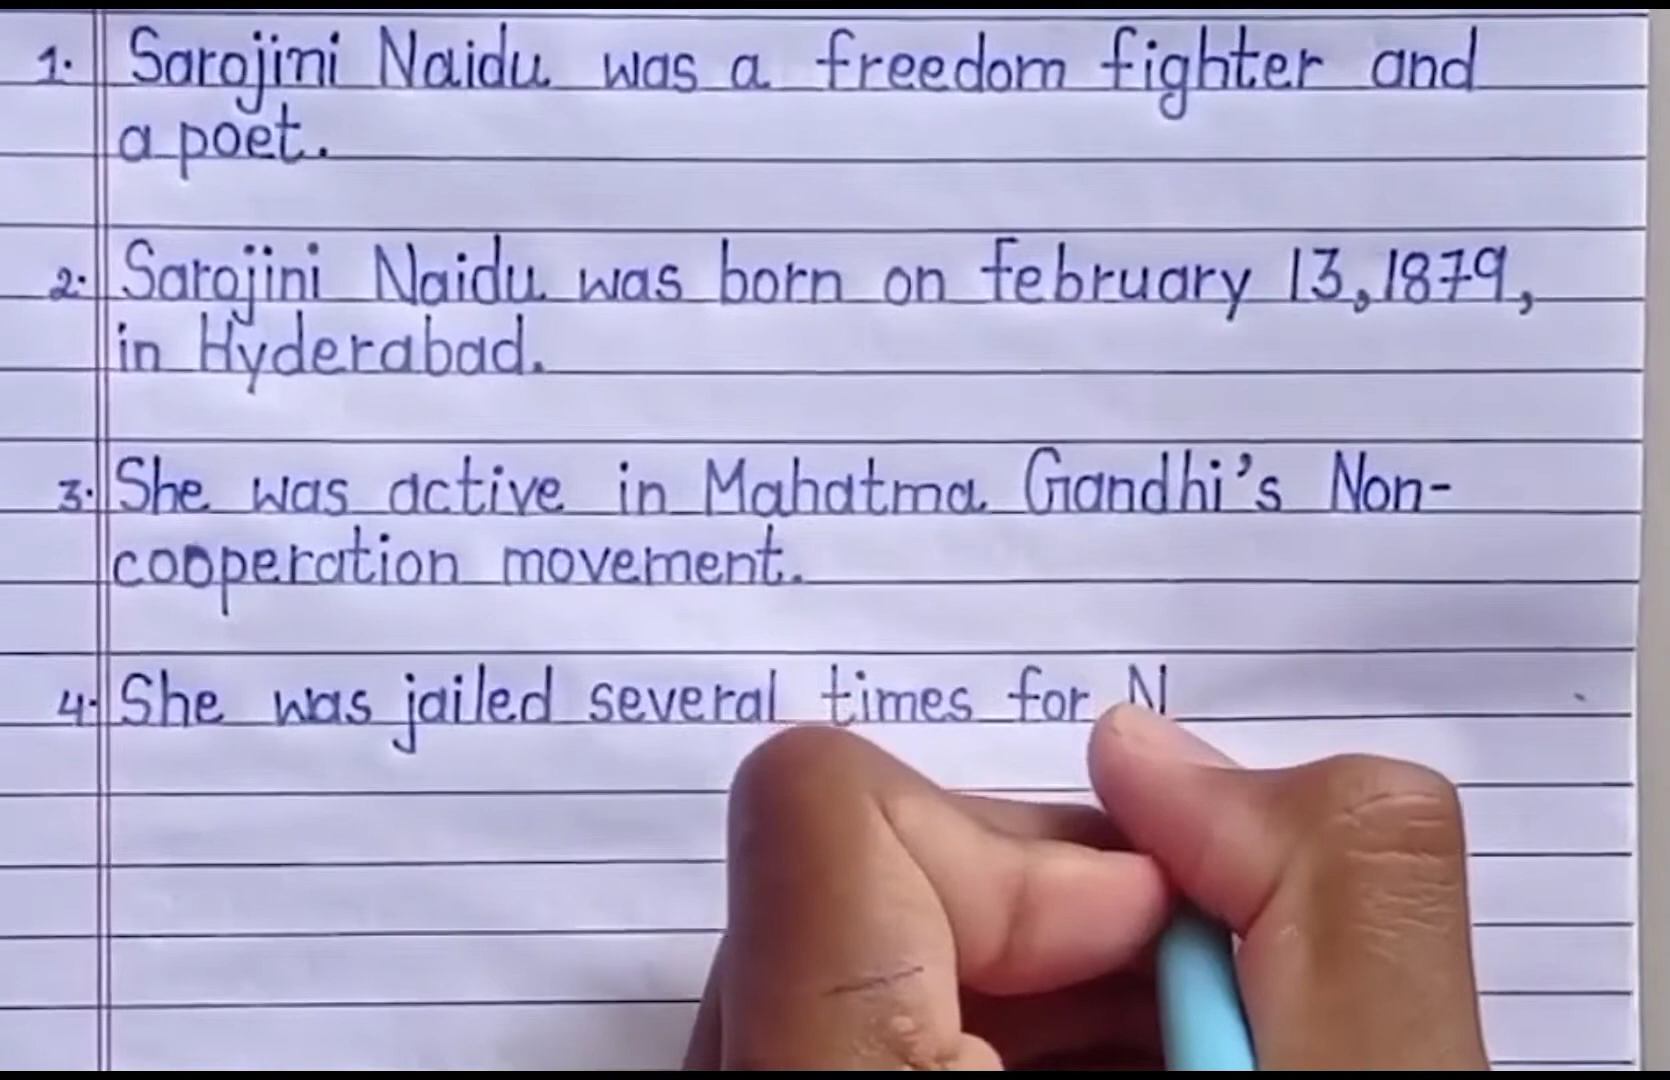 1. Sarojini Naidu was a freedom fighter and
a poet.
2. Sarojini Naidu was born on february 13,1879,
in Hyderabad.
3. She was active in Mahatma Gandhi's Non-
cooperation movement.
4. She was jailed several times for N